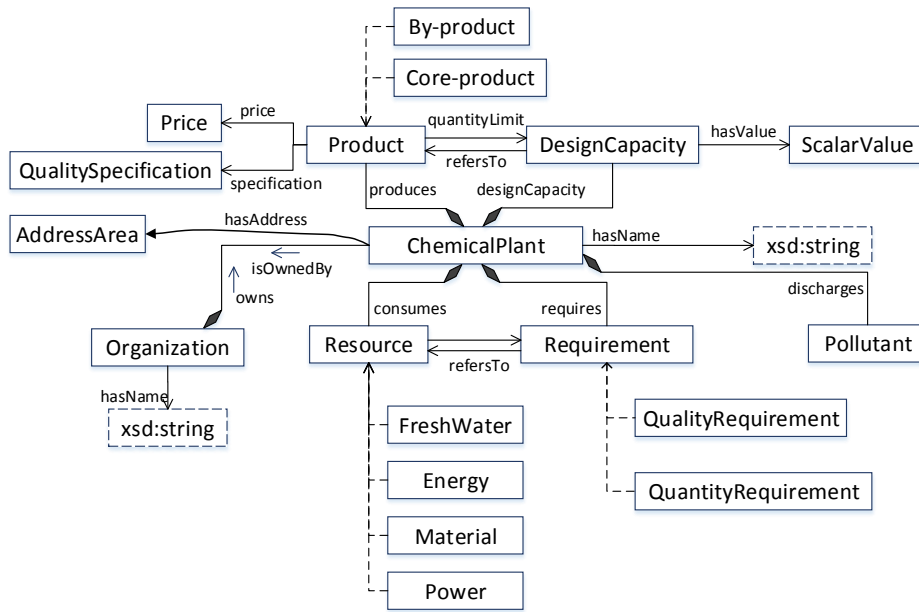 By-product
Core-product
price
Price
quantityLimit
hasValue
Product
DesignCapacity
ScalarValue
QualitySpecification
refersTo
specification
produces
designCapacity
hasAddress
AddressArea
ChemicalPlant
hasName
xsd:string
isOwnedBy
owns
consumes
requires
discharges
Organization
Resource
Requirement
Pollutant
refersTo
hasName
xsd:string
FreshWater
QualityRequirement
Energy
QuantityRequirement
Material
Power